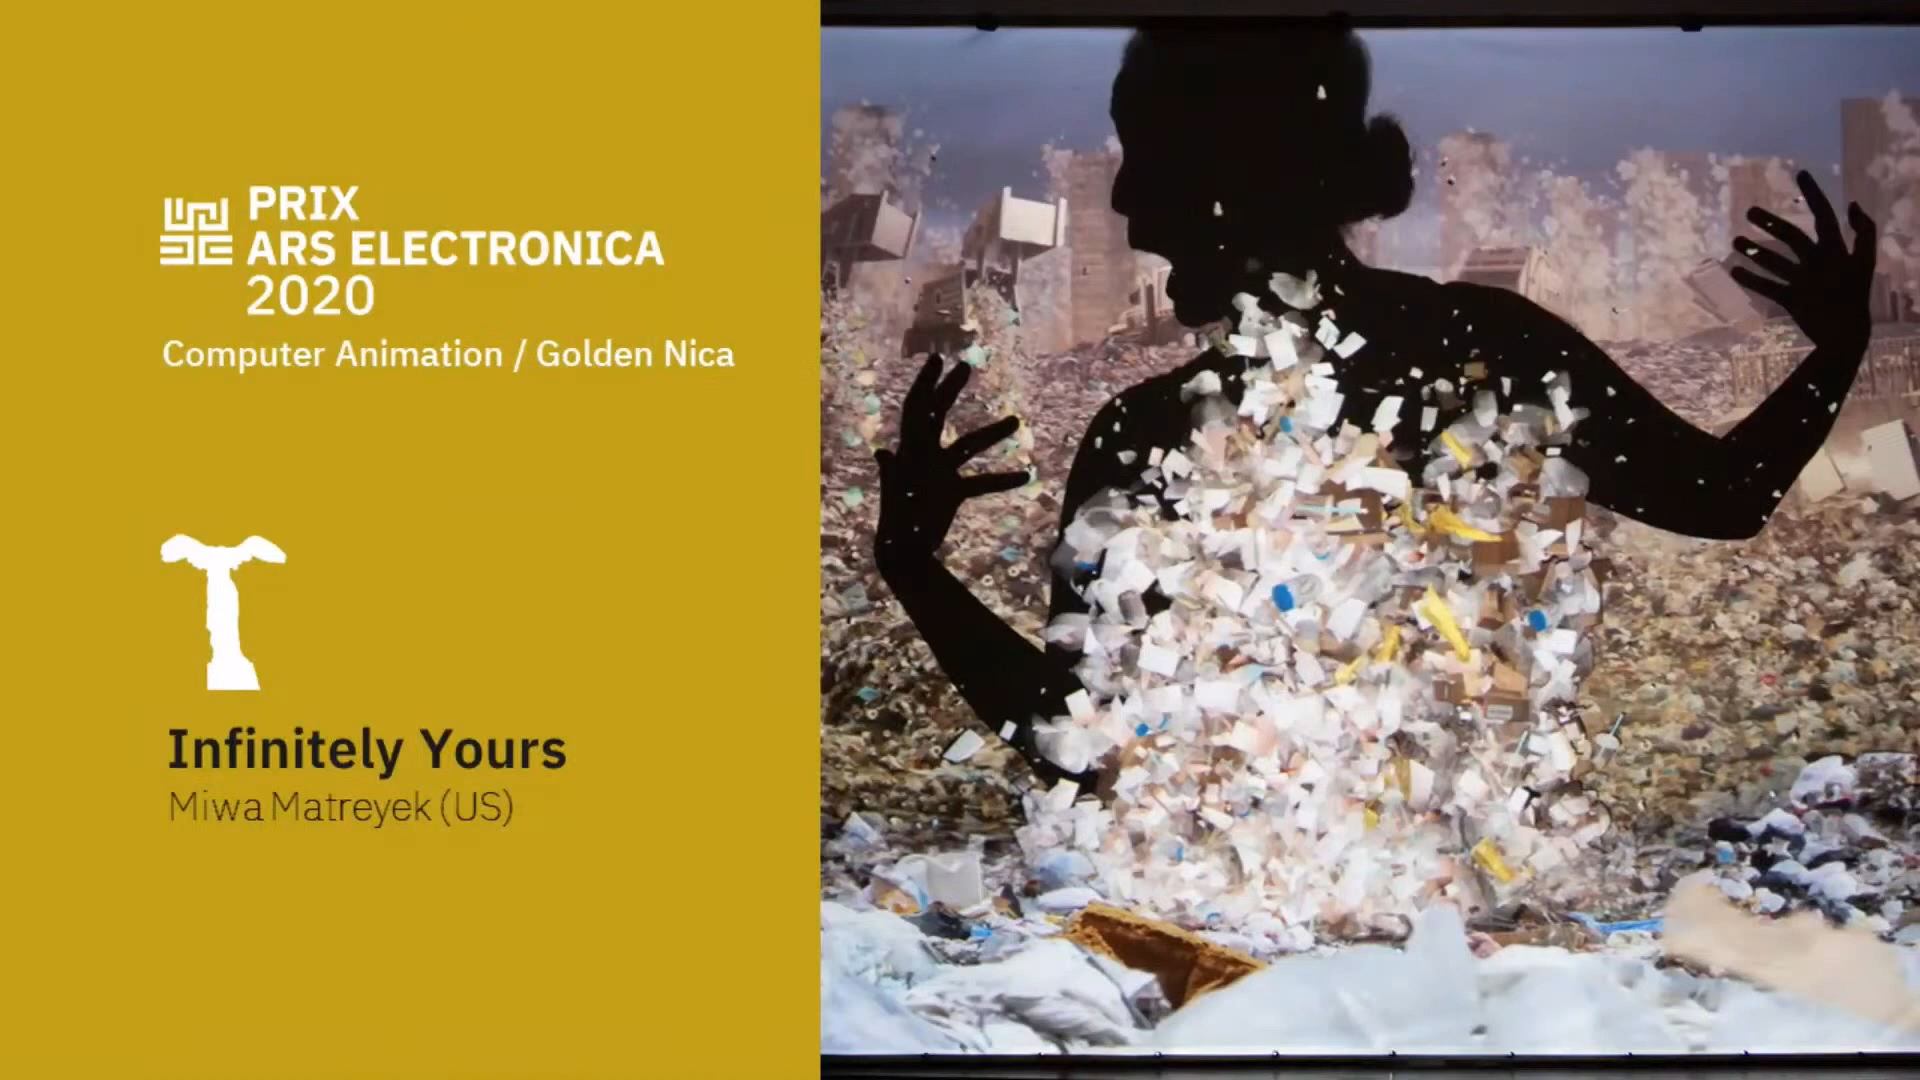 PRIX
ARS ELECTRONICA
2020
Computer Animation / Golden Nica
Infinitely Yours
Miwa Matreyek (US)